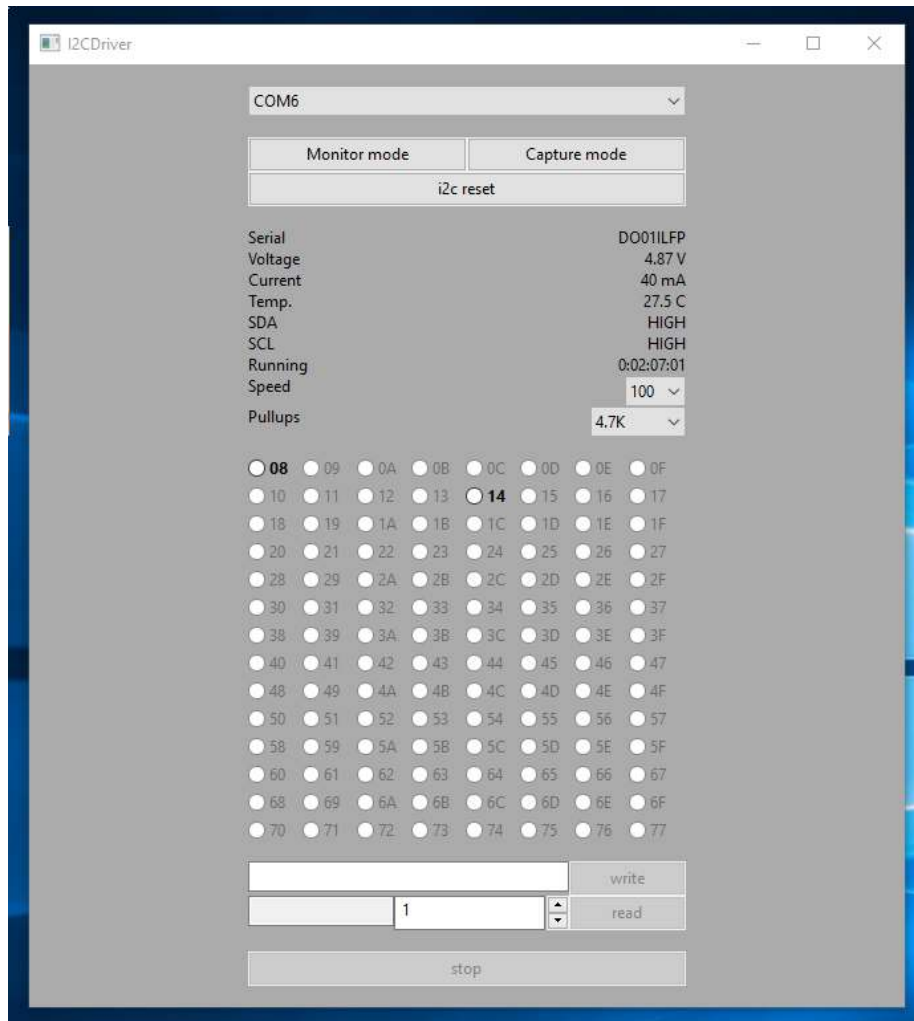 I2CDriver
COM6
Monitor mode Capture mode
i2c reset
Serial DO01ILFP
Voltage 4.87 V
Current 40 mA
Temp. 27.5 C
SDA HIGH
SCL HIGH
Running 0:02:07:01
Speed 100
Pullups 4.7K
08 09 0A 0B 0C 0D 0E 0F
10 11 12 13 14 15 16 17
18 19 1A 1B 1C 1D 1E 1F
20 21 22 23 24 25 26 27
28 29 2A 2B 2C 2D 2E 2F
30 31 32 33 34 35 36 37
38 39 3A 3B 3C 3D 3E 3F
40 41 42 43 44 45 46 47
48 49 4A 4B 4C 4D 4E 4F
50 51 52 53 54 55 56 57
58 59 5A 5B 5C 5D 5E 5F
60 61 62 63 64 65 66 67
68 69 6A 6B 6C 6D 6E 6F
70 71 72 73 74 75 76 77
write
1 read
stop